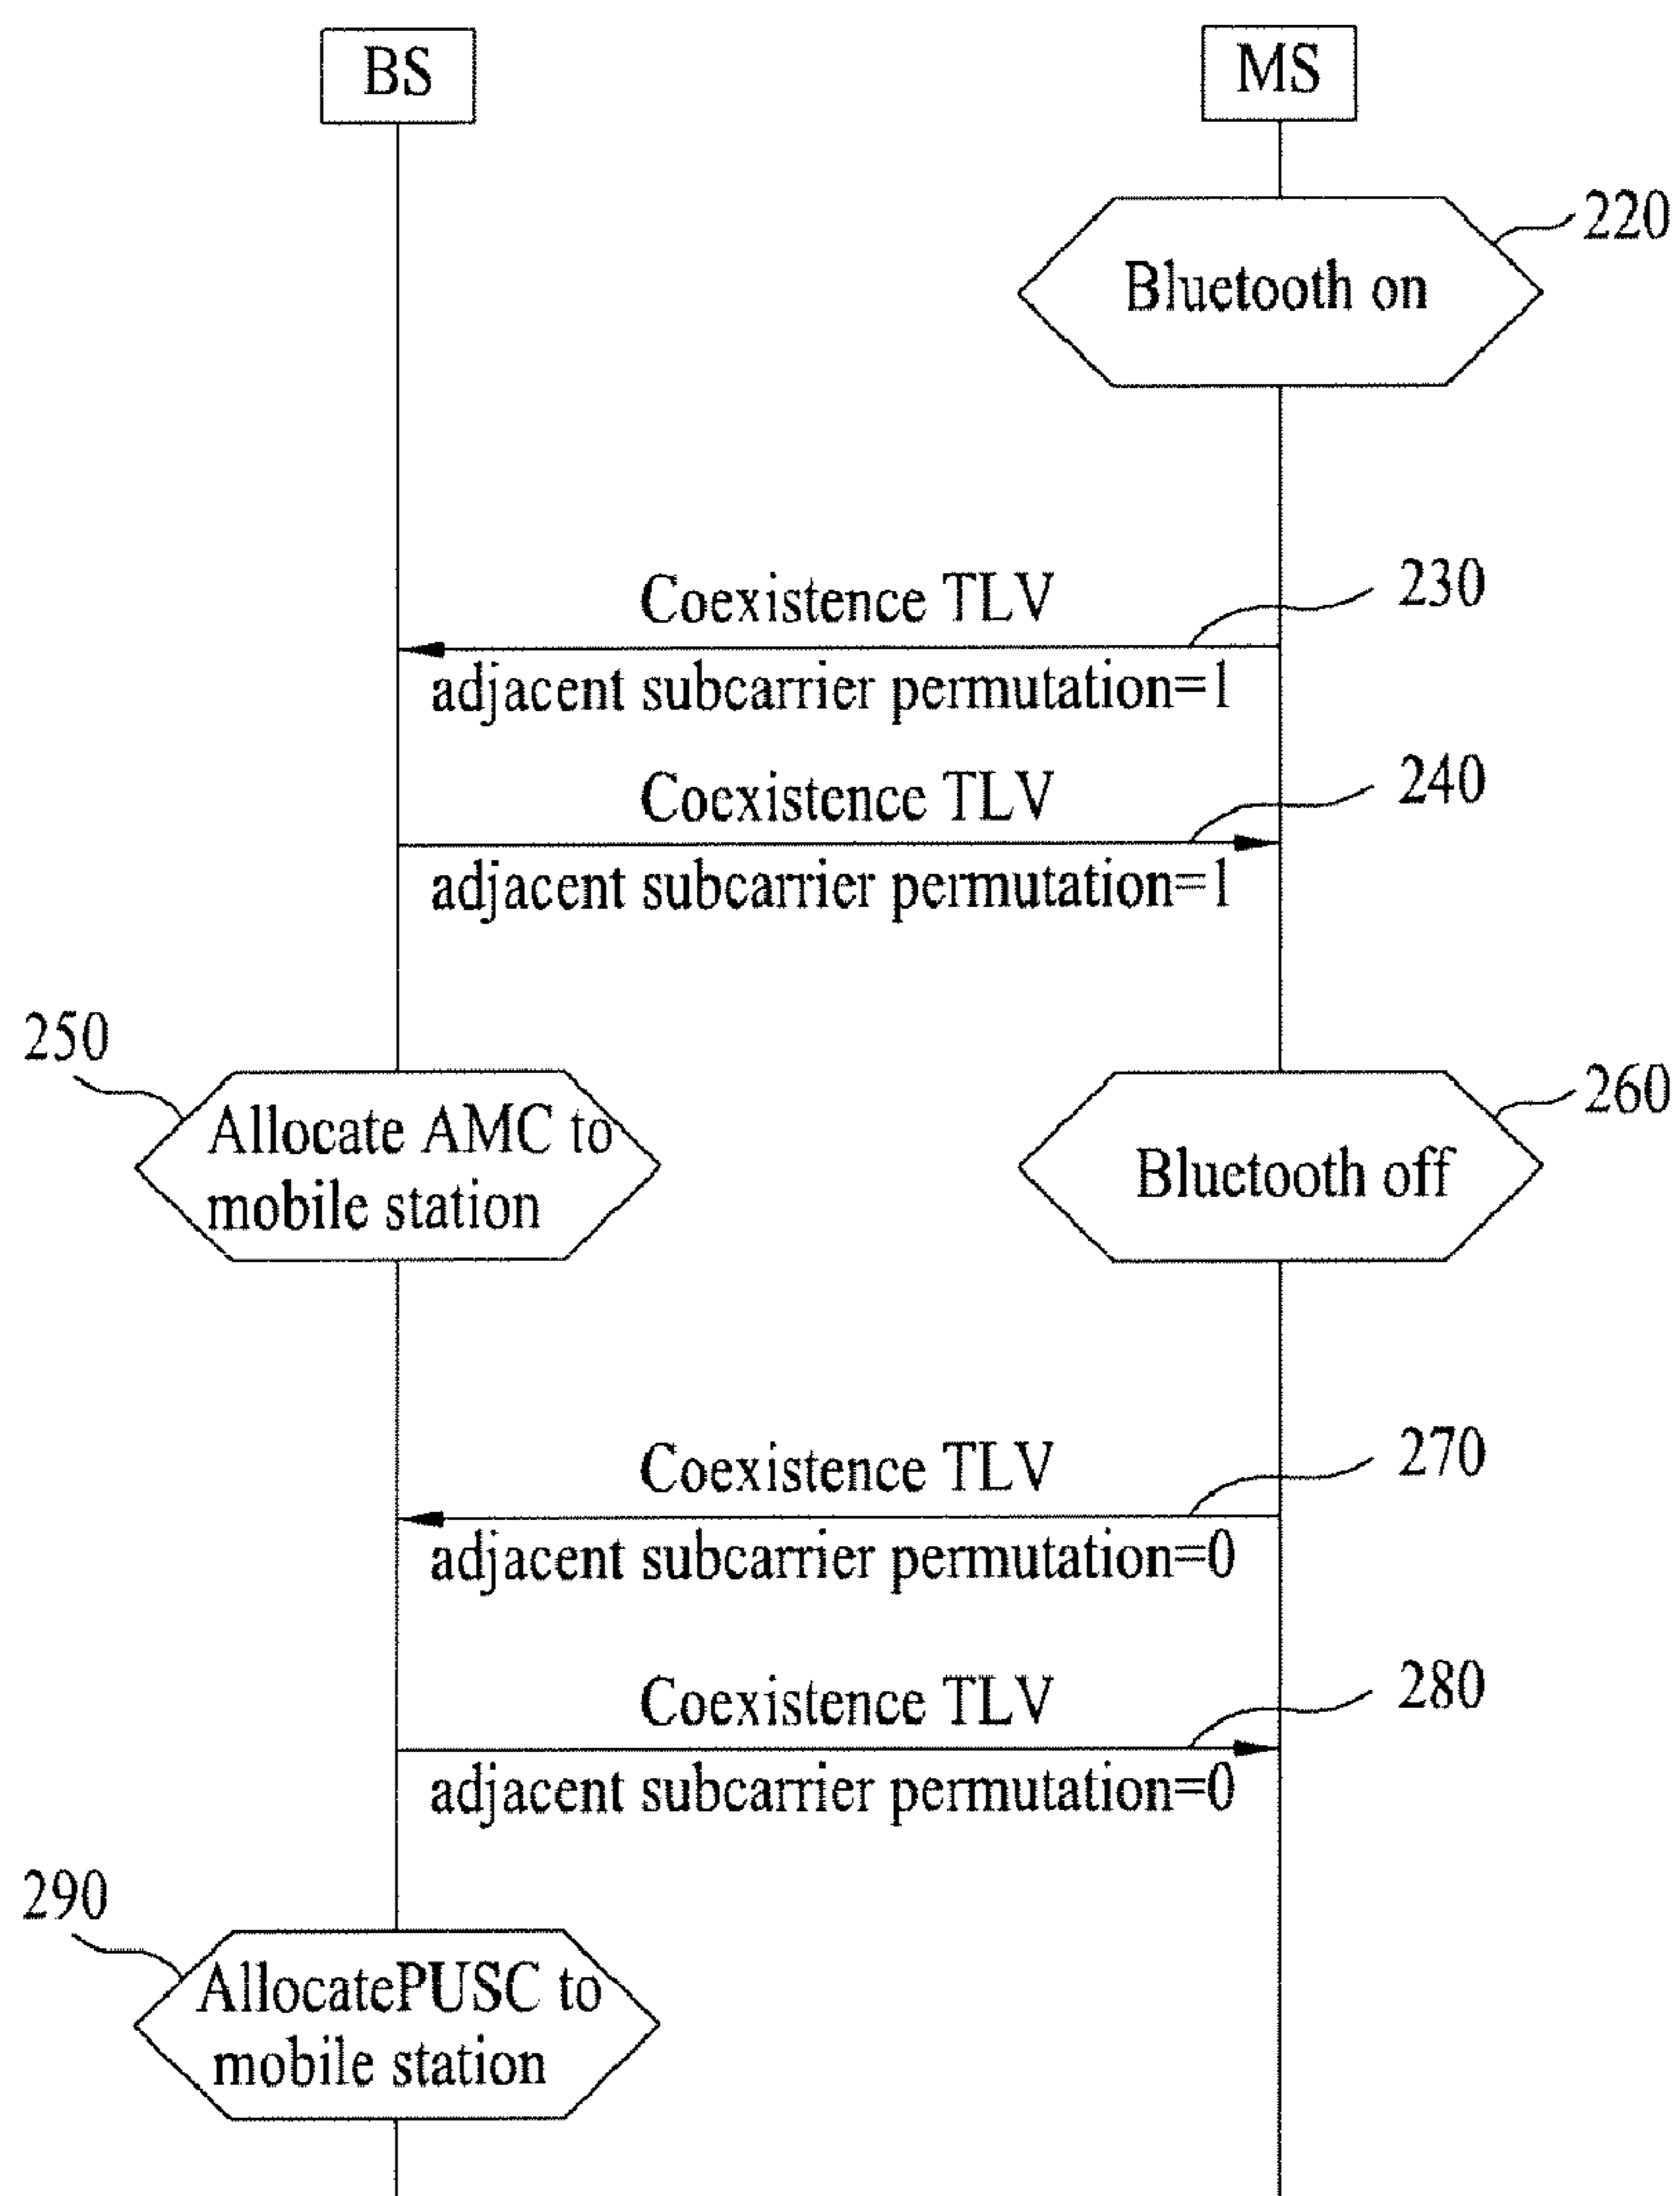 BS
MS
220
Bluetooth on
230
Coexistence TLV
adjacent subcarrier permutation=1
240
Coexistence TLV
adjacent subcarrier permutation=1
250
Allocate AMC to
mobile station
260
Bluetooth off
270
Coexistence TLV
adjacent subcarrier permutation=0
280
Coexistence TLV
adjacent subcarrier permutation=0
290
AllocatePUSC to
mobile station